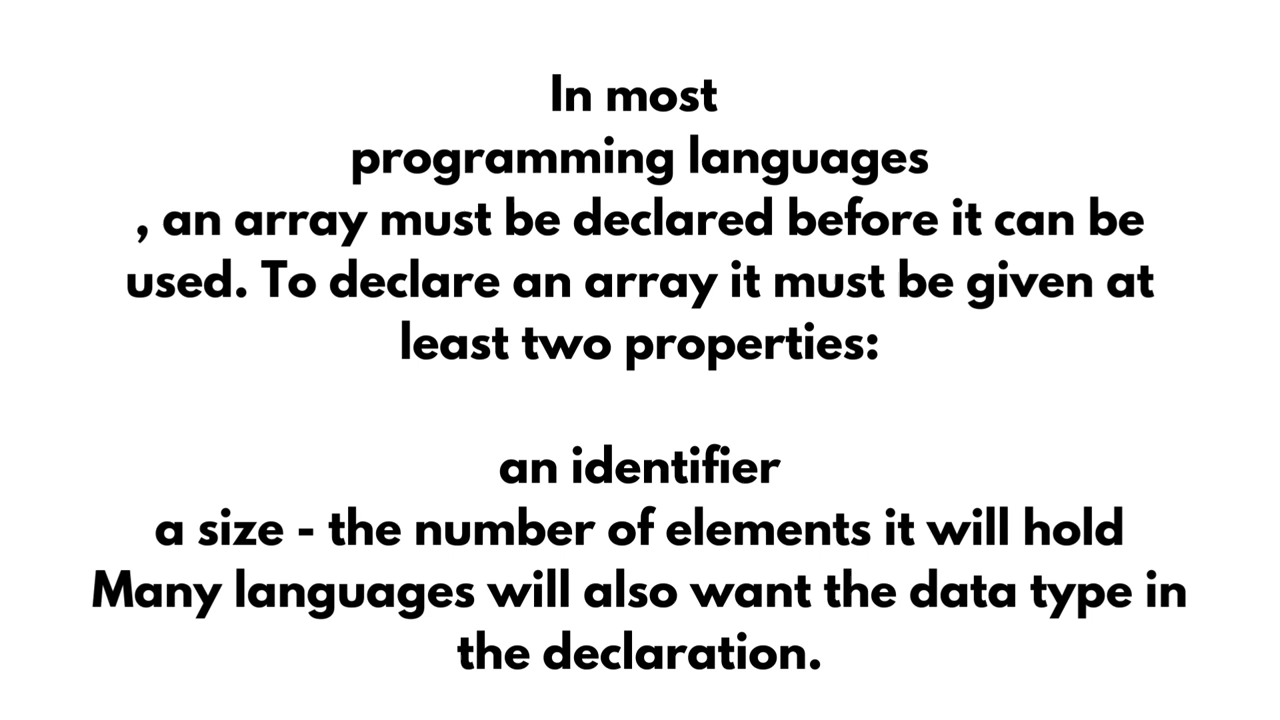 In most
programming languages
, an array must be declared before it can be
used. To declare an array it must be given at
least two properties:
an identifier
a size - the number of elements it will hold
Many languages will also want the data type in
the declaration.